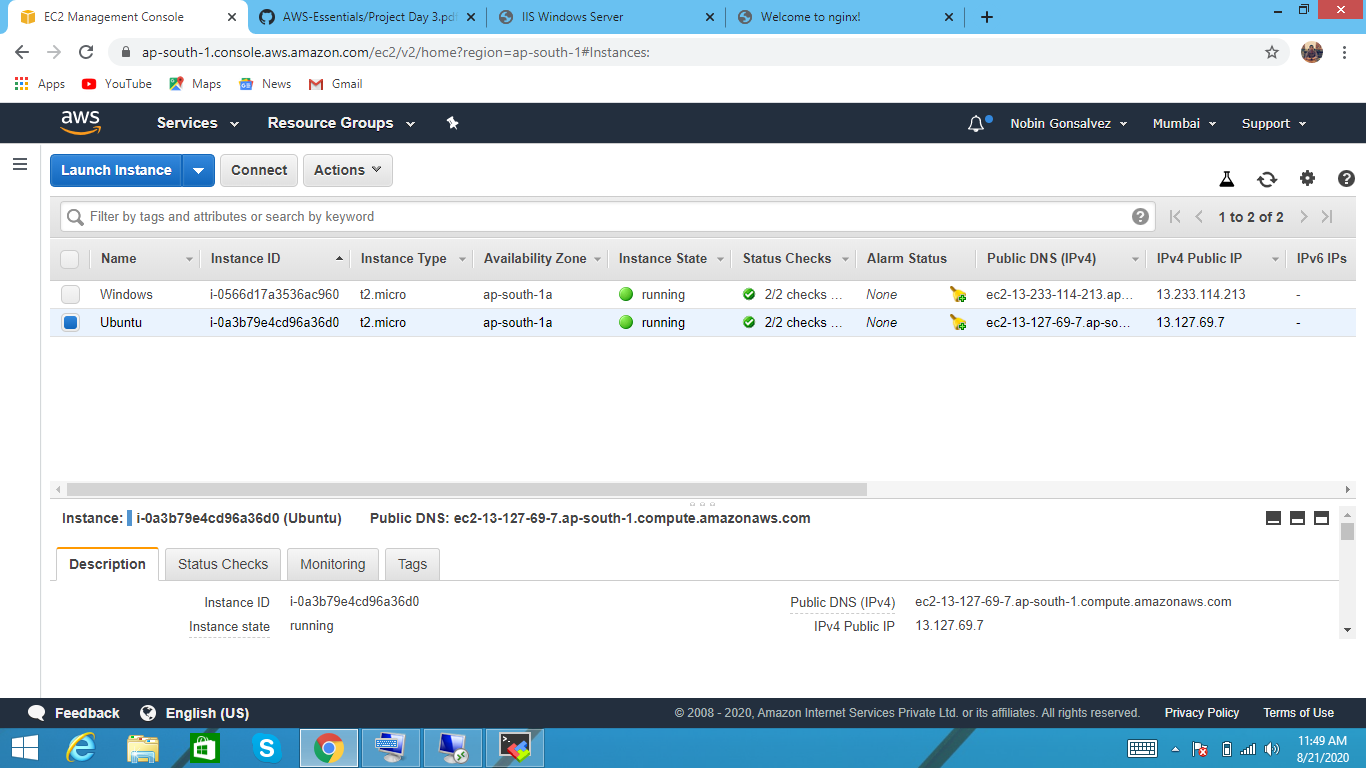 EC2 Management Console
AWS-Essentials/Project Day 3.pd
IIS Windows Server
Welcome to nginx!
ap-south-1.console.aws.amazon.com/ec2/v2/home?region=ap-south-1#Instances:
Apps YouTube Maps News Gmail
aws Services Resource Groups Nobin Gonsalvez Mumbai Support
Launch Instance Connect Actions
Filter by tags and attributes or search by keyword 1 to 2 of 2
Name Instance ID Instance Type Availability Zone Instance State Status Checks Alarm Status Public DNS (IPv4) IPv4 Public IP IPv6 IPs
Windows i-0566d17a3536ac960 t2.micro ap-south-1a running 2/2 checks ... None ec2-13-233-114-213.ap... 13.233.114.213 -
Ubuntu i-0a3b79e4cd96a36d0 t2.micro ap-south-1a running 2/2 checks ... None ec2-13-127-69-7.ap-so... 13.127.69.7 -
Instance: i-0a3b79e4cd96a36d0 (Ubuntu) Public DNS: ec2-13-127-69-7.ap-south-1.compute.amazonaws.com
Description Status Checks Monitoring Tags
Instance ID i-0a3b79e4cd96a36d0 Public DNS (IPv4) ec2-13-127-69-7.ap-south-1.compute.amazonaws.com
Instance state running IPv4 Public IP 13.127.69.7
Feedback English (US) © 2008 - 2020, Amazon Internet Services Private Ltd. or its affiliates. All rights reserved. Privacy Policy Terms of Use
11:49 AM
8/21/2020